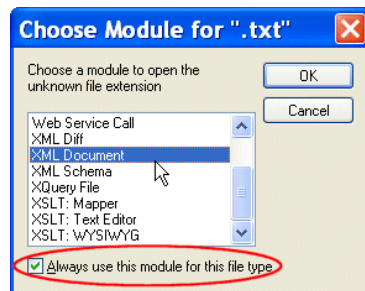 Choose Module for ".txt"
Choose a module to open the
unknown file extension
OK
Cancel
Web Service Call
XML Diff
XML Document
XML Schema
XQuery File
XSLT: Mapper
XSLT: Text Editor
XSLT: WYSIWYG
Always use this module for this file type